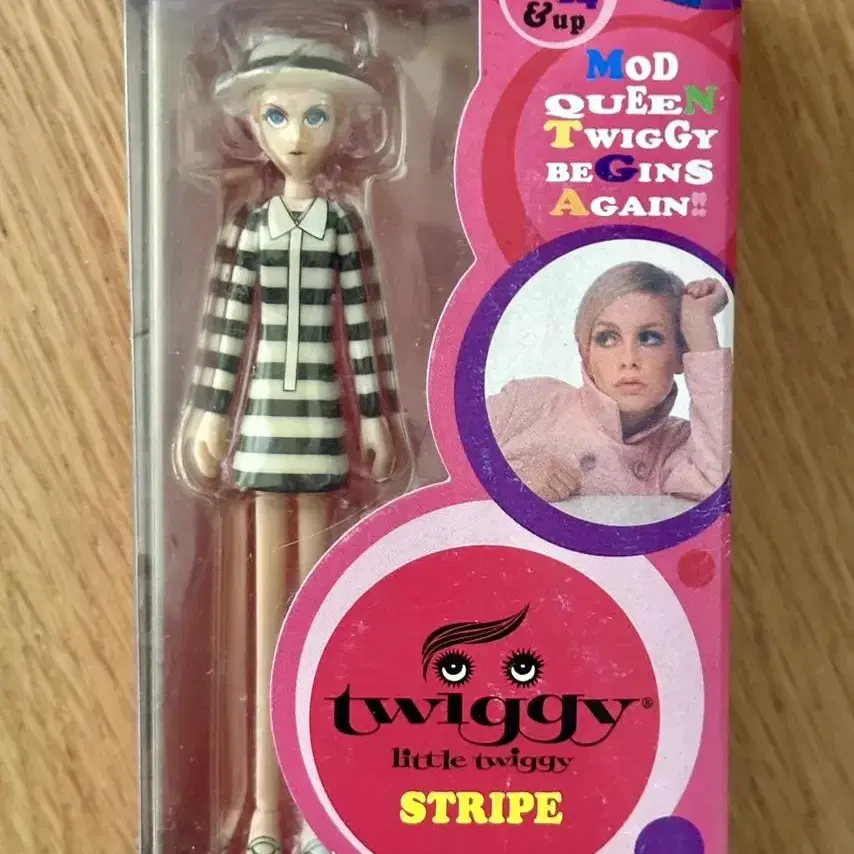 & up
MOD
QUEEN
TWIGGY
BEGINS
AGAIN!!
twiggy®
little twiggy
STRIPE